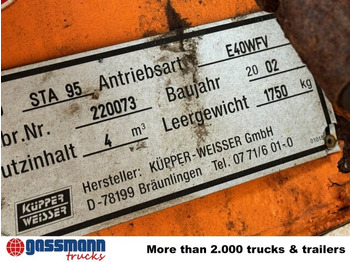 STA 95 Antriebsart E40WFV
br.Nr. 220073 Baujahr 20 02
utzinhalt 4 m³ Leergewicht 1750 kg
Hersteller: KÜPPER-WEISSER GmbH
D-78199 Bräunlingen Tel. 0 77 1/6 01-0
KÜPPER
WEISSER
gassmann
trucks
More than 2.000 trucks & trailers